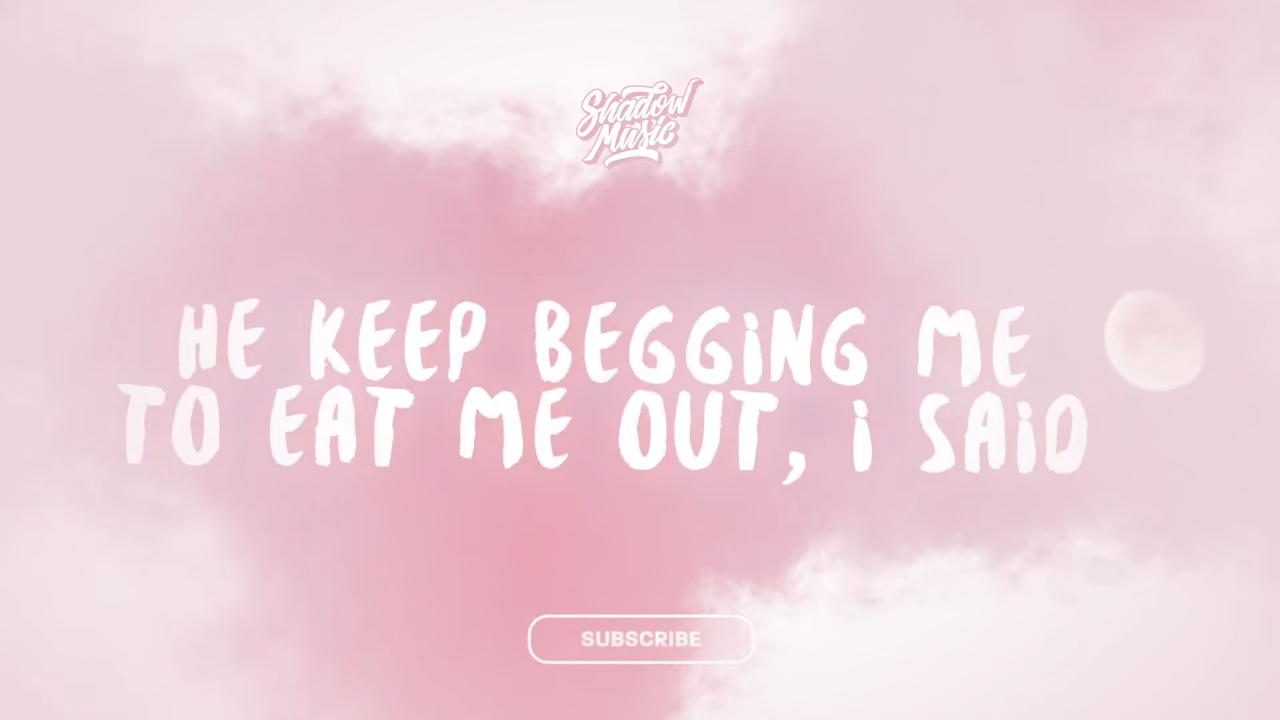 Shadow
Music
HE KEEP BEGGiNG ME
TO EAT ME OUT, i SAiD
SUBSCRIBE